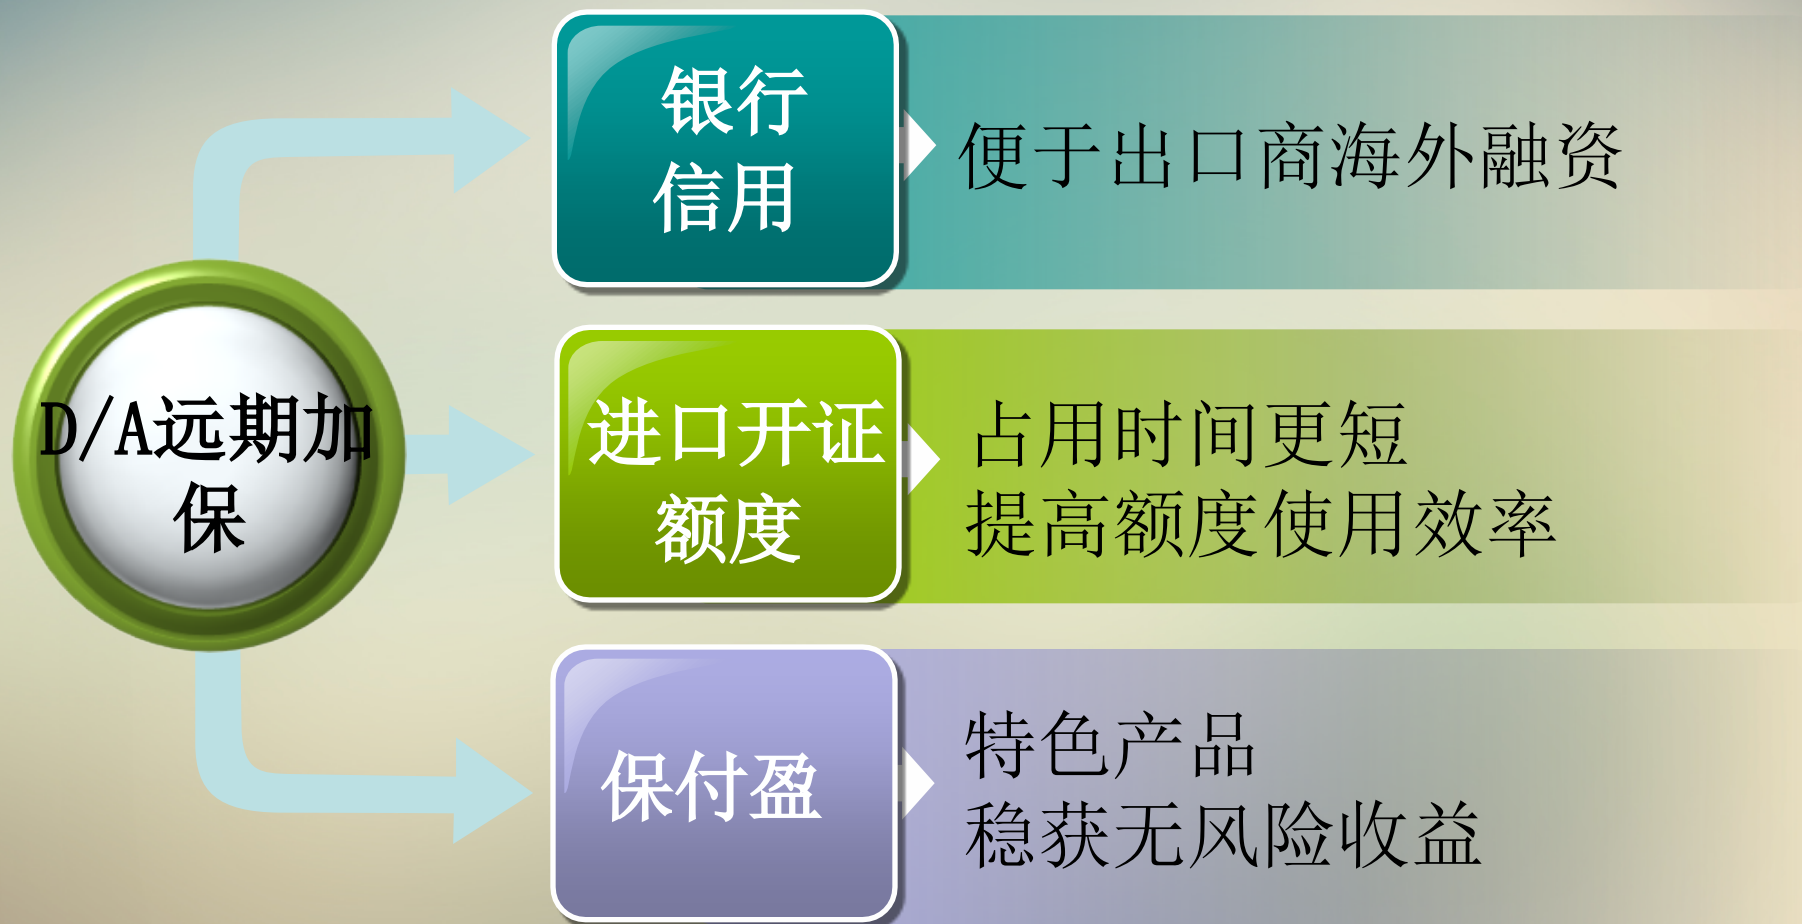 银行
信用
便于出口商海外融资
D/A远期加
保
进口开证
额度
占用时间更短
提高额度使用效率
保付盈
特色产品
稳获无风险收益